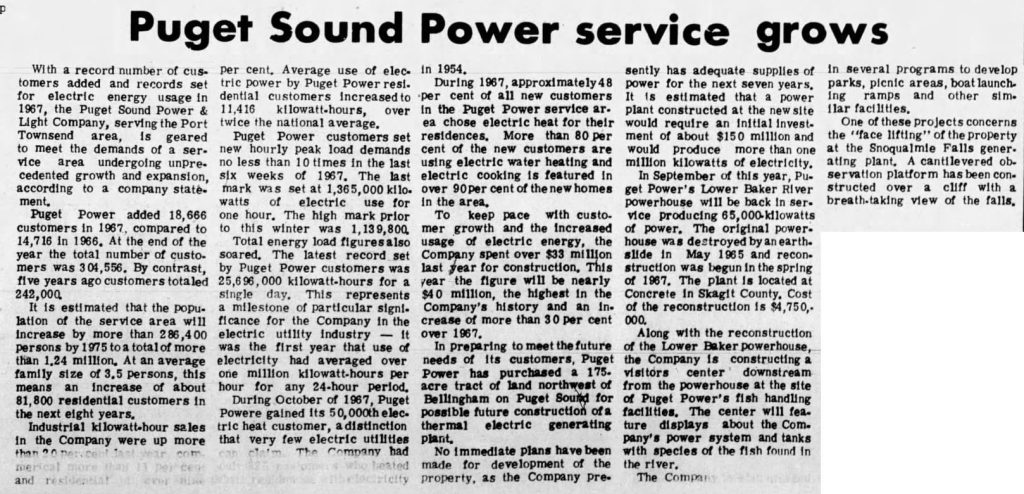 p
Puget Sound Power service grows
With a record number of cus-
tomers added and records set
for electric energy usage in
1967, the Puget Sound Power &
Light Company, serving the Port
Townsend area, is geared
to meet the demands of a ser-
vice area undergoing unpre-
cedented growth and expansion,
according to a company state-
ment.
Puget Power added 18,666
customers in 1967, compared to
14,716 in 1966. At the end of
the year the total number of custo-
mers was 304,556. By contrast,
five years ago customers totaled
242,000.
It is estimated that the popu-
lation of the service area will
increase by more than 286,400
persons by 1975 to a total of more
than 1.24 million. At an average
family size of 3.5 persons, this
means an increase of about
81,800 residential customers in
the next eight years.
Industrial kilowatt-hour sales
in the Company were up more
than 20 per cent last year, com-
merical more than 11 per cent
and residential over nine
per cent. Average use of elec-
tric power by Puget Power resi-
dential customers increased to
11,416 kilowatt-hours, over
twice the national average.
Puget Power customers set
new hourly peak load demands
no less than 10 times in the last
six weeks of 1967. The last
mark was set at 1,365,000 kilo-
watts of electric use for
one hour. The high mark prior
to this winter was 1,139,800.
Total energy load figures also
soared. The latest record set
by Puget Power customers was
25,696,000 kilowatt-hours for a
single day. This represents
a milestone of particular signi-
ficance for the Company in the
electric utility industry — it
was the first year that use of
electricity had averaged over
one million kilowatt-hours per
hour for any 24-hour period.
During October of 1967, Puget
Powere gained its 50,000th elec-
tric heat customer, a distinction
that very few electric utilities
can claim. The Company had
customers who heated
with electricity
in 1954.
During 1967, approximately 48
per cent of all new customers
in the Puget Power service ar-
ea chose electric heat for their
residences. More than 80 per
cent of the new customers are
using electric water heating and
electric cooking is featured in
over 90 per cent of the new homes
in the area.
To keep pace with custo-
mer growth and the increased
usage of electric energy, the
Company spent over $33 million
last year for construction. This
year the figure will be nearly
$40 million, the highest in the
Company's history and an in-
crease of more than 30 per cent
over 1967.
In preparing to meet the future
needs of its customers, Puget
Power has purchased a 175-
acre tract of land northwest of
Bellingham on Puget Sound for
possible future construction of a
thermal electric generating
plant.
No immediate plans have been
made for development of the
property, as the Company pre-
sently has adequate supplies of
power for the next seven years.
It is estimated that a power
plant constructed at the new site
would require an initial invest-
ment of about $150 million and
would produce more than one
million kilowatts of electricity.
In September of this year, Pu-
get Power's Lower Baker River
powerhouse will be back in ser-
vice producing 65,000-kilowatts
of power. The original power-
house was destroyed by an earth-
slide in May 1965 and recon-
struction was begun in the spring
of 1967. The plant is located at
Concrete in Skagit County. Cost
of the reconstruction is $4,750,-
000.
Along with the reconstruction
of the Lower Baker powerhouse,
the Company is constructing a
visitors center downstream
from the powerhouse at the site
of Puget Power's fish handling
facilities. The center will fea-
ture displays about the Com-
pany's power system and tanks
with species of the fish found in
the river.
The Company
in several programs to develop
parks, picnic areas, boat launch-
ing ramps and other sim-
ilar facilities.
One of these projects concerns
the "face lifting" of the property
at the Snoqualmie Falls gener-
ating plant. A cantilevered ob-
servation platform has been con-
structed over a cliff with a
breath-taking view of the falls.